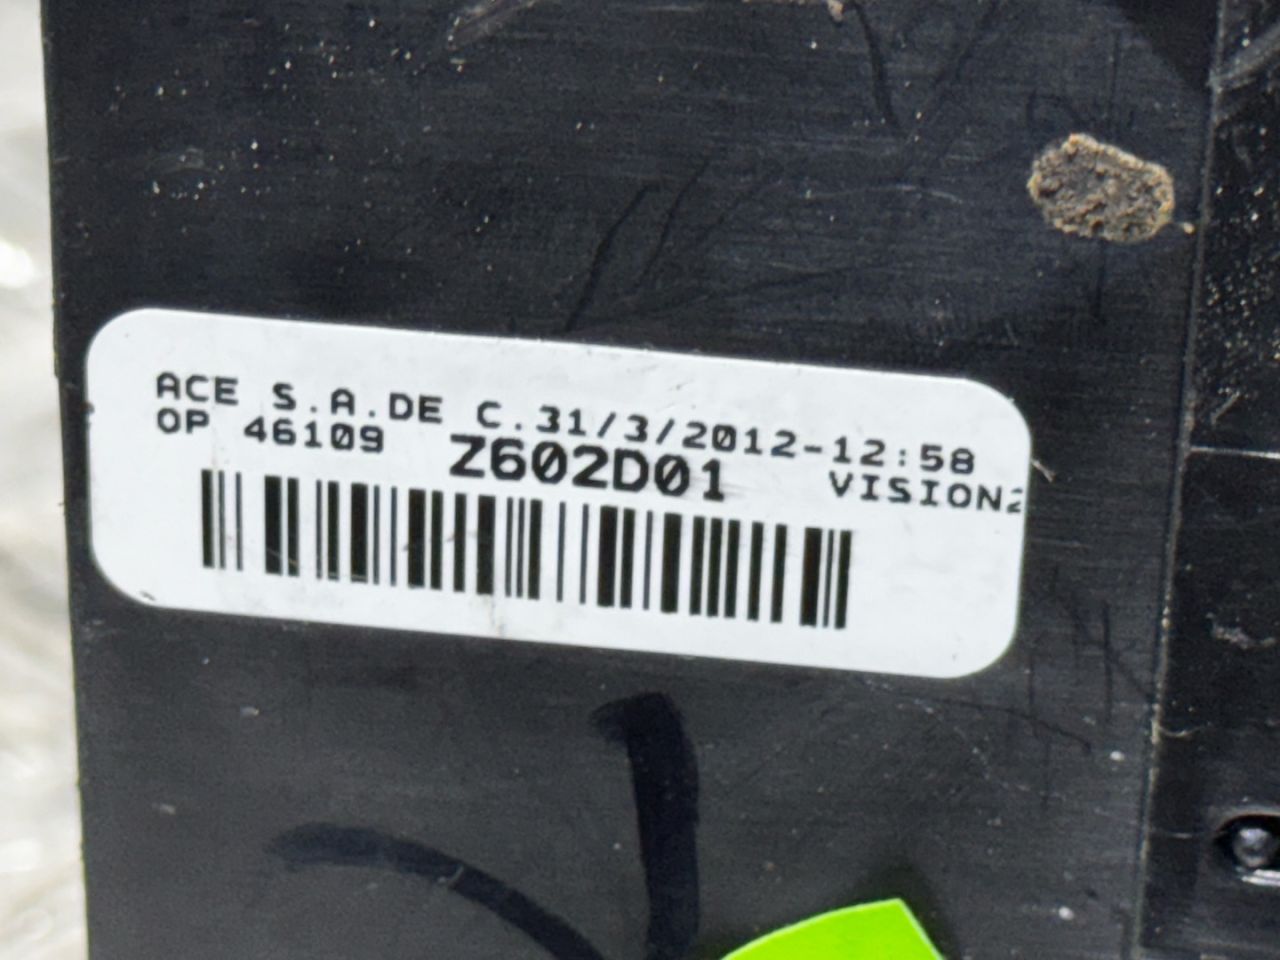 ACE S.A.DE C.31/3/2012-12:58
OP 46109 Z602D01 VISION2